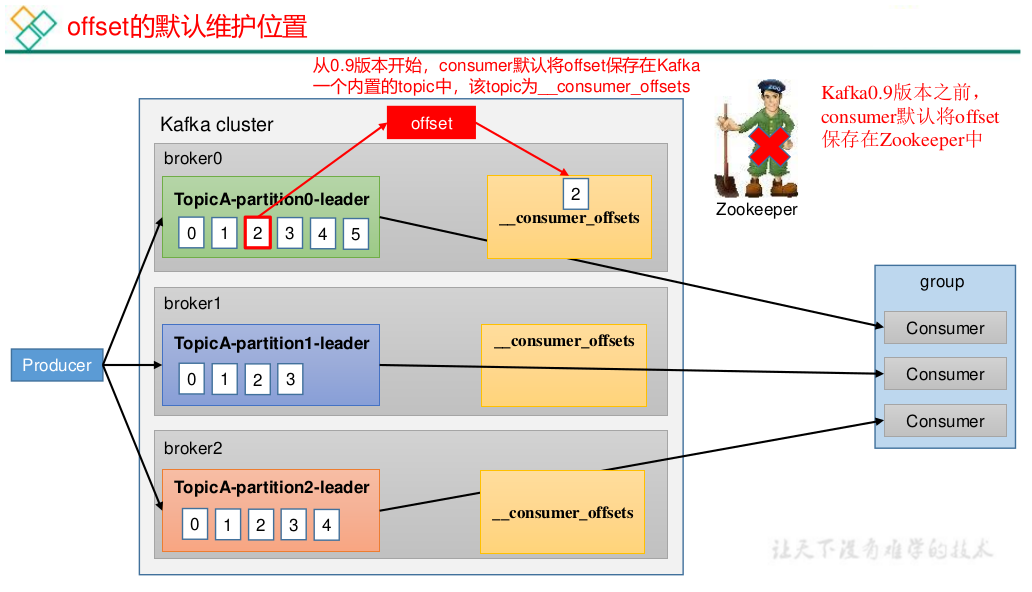 offset的默认维护位置
从0.9版本开始，consumer默认将offset保存在Kafka
一个内置的topic中，该topic为__consumer_offsets
Kafka0.9版本之前，
consumer默认将offset
保存在Zookeeper中
Zookeeper
Kafka cluster
offset
broker0
TopicA-partition0-leader
0 1 2 3 4 5
2
__consumer_offsets
broker1
TopicA-partition1-leader
0 1 2 3
__consumer_offsets
broker2
TopicA-partition2-leader
0 1 2 3 4
__consumer_offsets
Producer
group
Consumer
Consumer
Consumer
让天下没有难学的技术